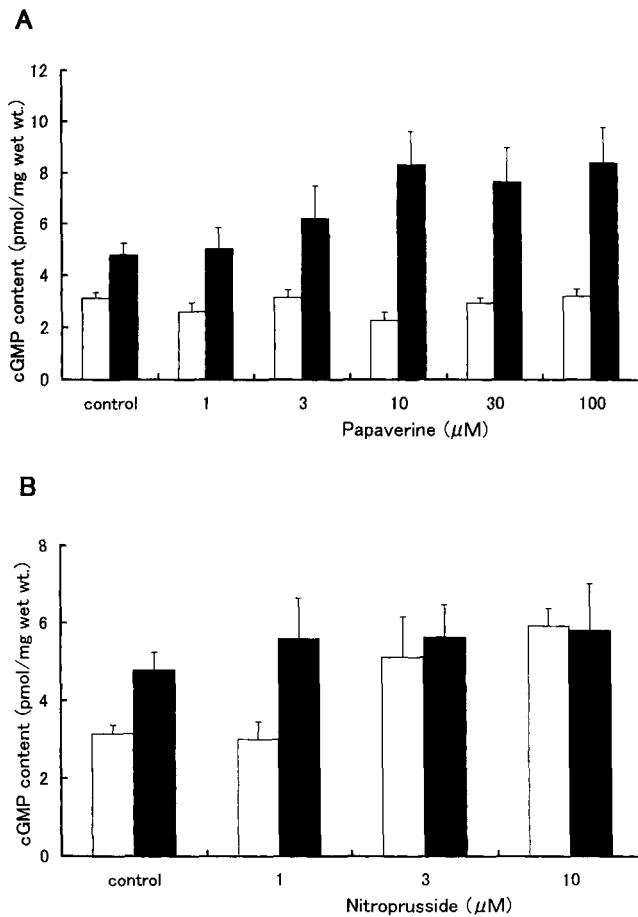 A
cGMP content (pmol/mg wet wt.)
12
10
8
6
4
2
0
control 1 3 10 30 100
Papaverine (μM)
B
cGMP content (pmol/mg wet wt.)
8
6
4
2
0
control 1 3 10
Nitroprusside (μM)